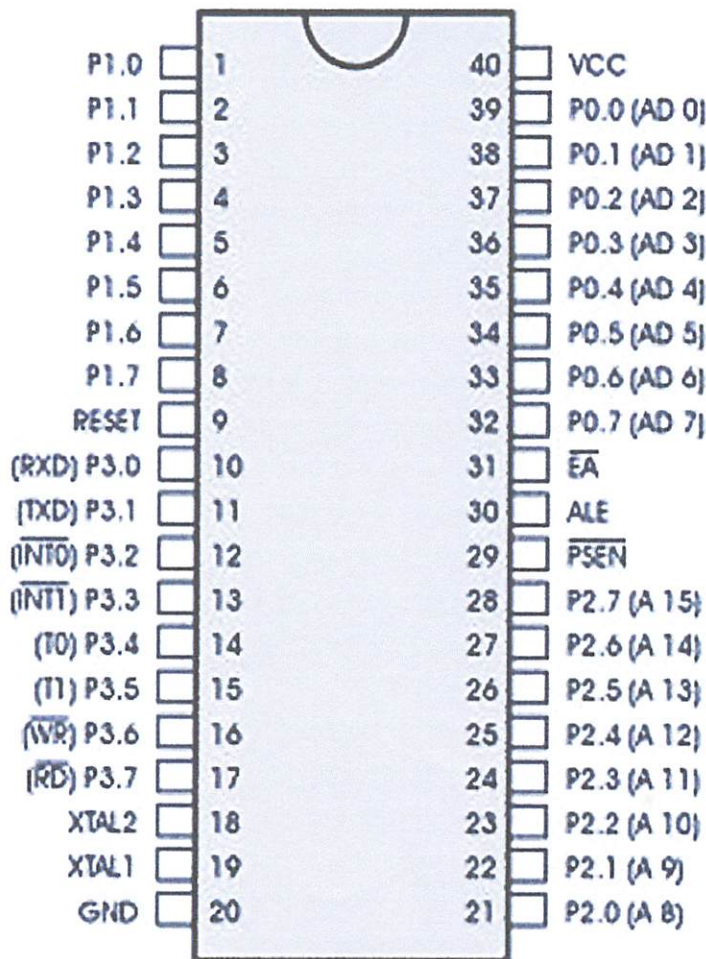 P1.0 1 40 VCC
P1.1 2 39 P0.0 (AD 0)
P1.2 3 38 P0.1 (AD 1)
P1.3 4 37 P0.2 (AD 2)
P1.4 5 36 P0.3 (AD 3)
P1.5 6 35 P0.4 (AD 4)
P1.6 7 34 P0.5 (AD 5)
P1.7 8 33 P0.6 (AD 6)
RESET 9 32 P0.7 (AD 7)
(RXD) P3.0 10 31 E̅A̅
(TXD) P3.1 11 30 ALE
(I̅N̅T̅0̅) P3.2 12 29 P̅S̅E̅N̅
(I̅N̅T̅1̅) P3.3 13 28 P2.7 (A 15)
(T0) P3.4 14 27 P2.6 (A 14)
(T1) P3.5 15 26 P2.5 (A 13)
(W̅R̅) P3.6 16 25 P2.4 (A 12)
(R̅D̅) P3.7 17 24 P2.3 (A 11)
XTAL2 18 23 P2.2 (A 10)
XTAL1 19 22 P2.1 (A 9)
GND 20 21 P2.0 (A 8)